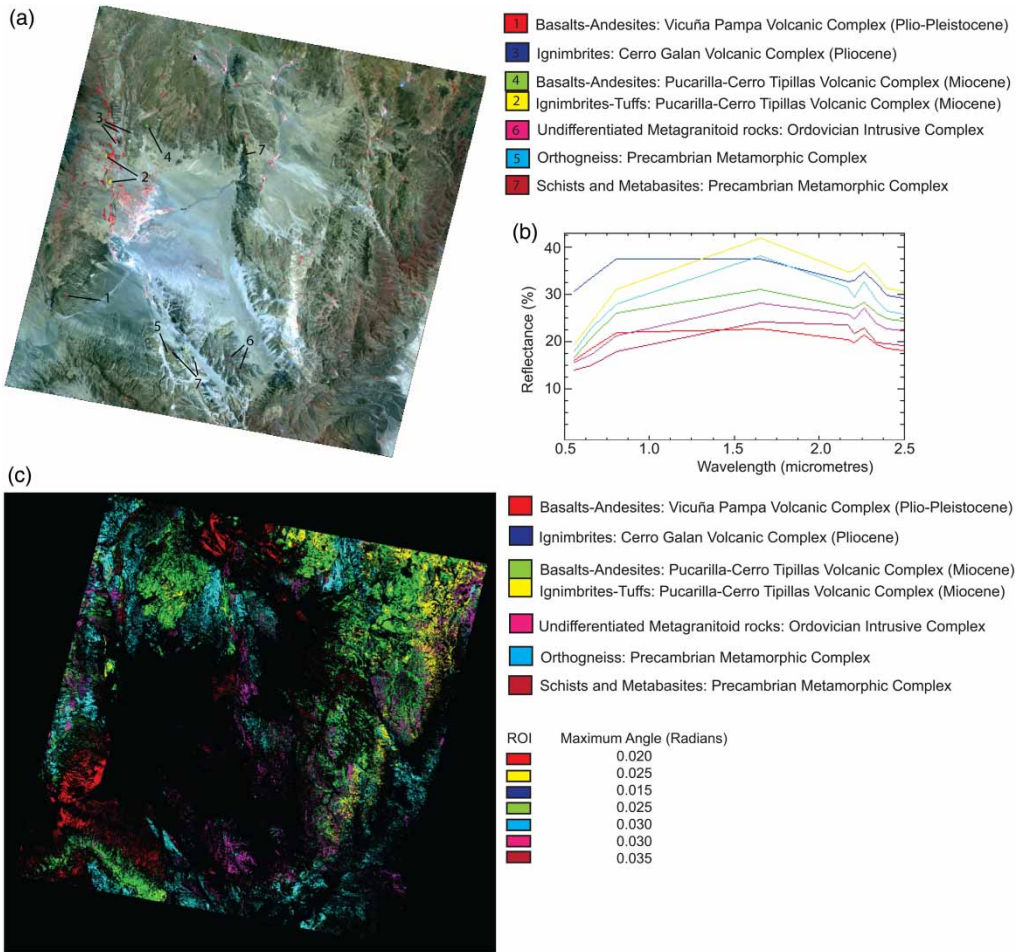 (a)
1 Basalts-Andesites: Vicuña Pampa Volcanic Complex (Plio-Pleistocene)
3 Ignimbrites: Cerro Galan Volcanic Complex (Pliocene)
4 Basalts-Andesites: Pucarilla-Cerro Tipillas Volcanic Complex (Miocene)
2 Ignimbrites-Tuffs: Pucarilla-Cerro Tipillas Volcanic Complex (Miocene)
6 Undifferentiated Metagranitoid rocks: Ordovician Intrusive Complex
5 Orthogneiss: Precambrian Metamorphic Complex
7 Schists and Metabasites: Precambrian Metamorphic Complex
3
4
7
2
1
5
6
7
(b)
40
30
20
10
Reflectance (%)
0.5 1.0 1.5 2.0 2.5
Wavelength (micrometres)
(c)
Basalts-Andesites: Vicuña Pampa Volcanic Complex (Plio-Pleistocene)
Ignimbrites: Cerro Galan Volcanic Complex (Pliocene)
Basalts-Andesites: Pucarilla-Cerro Tipillas Volcanic Complex (Miocene)
Ignimbrites-Tuffs: Pucarilla-Cerro Tipillas Volcanic Complex (Miocene)
Undifferentiated Metagranitoid rocks: Ordovician Intrusive Complex
Orthogneiss: Precambrian Metamorphic Complex
Schists and Metabasites: Precambrian Metamorphic Complex
ROI Maximum Angle (Radians)
0.020
0.025
0.015
0.025
0.030
0.030
0.035